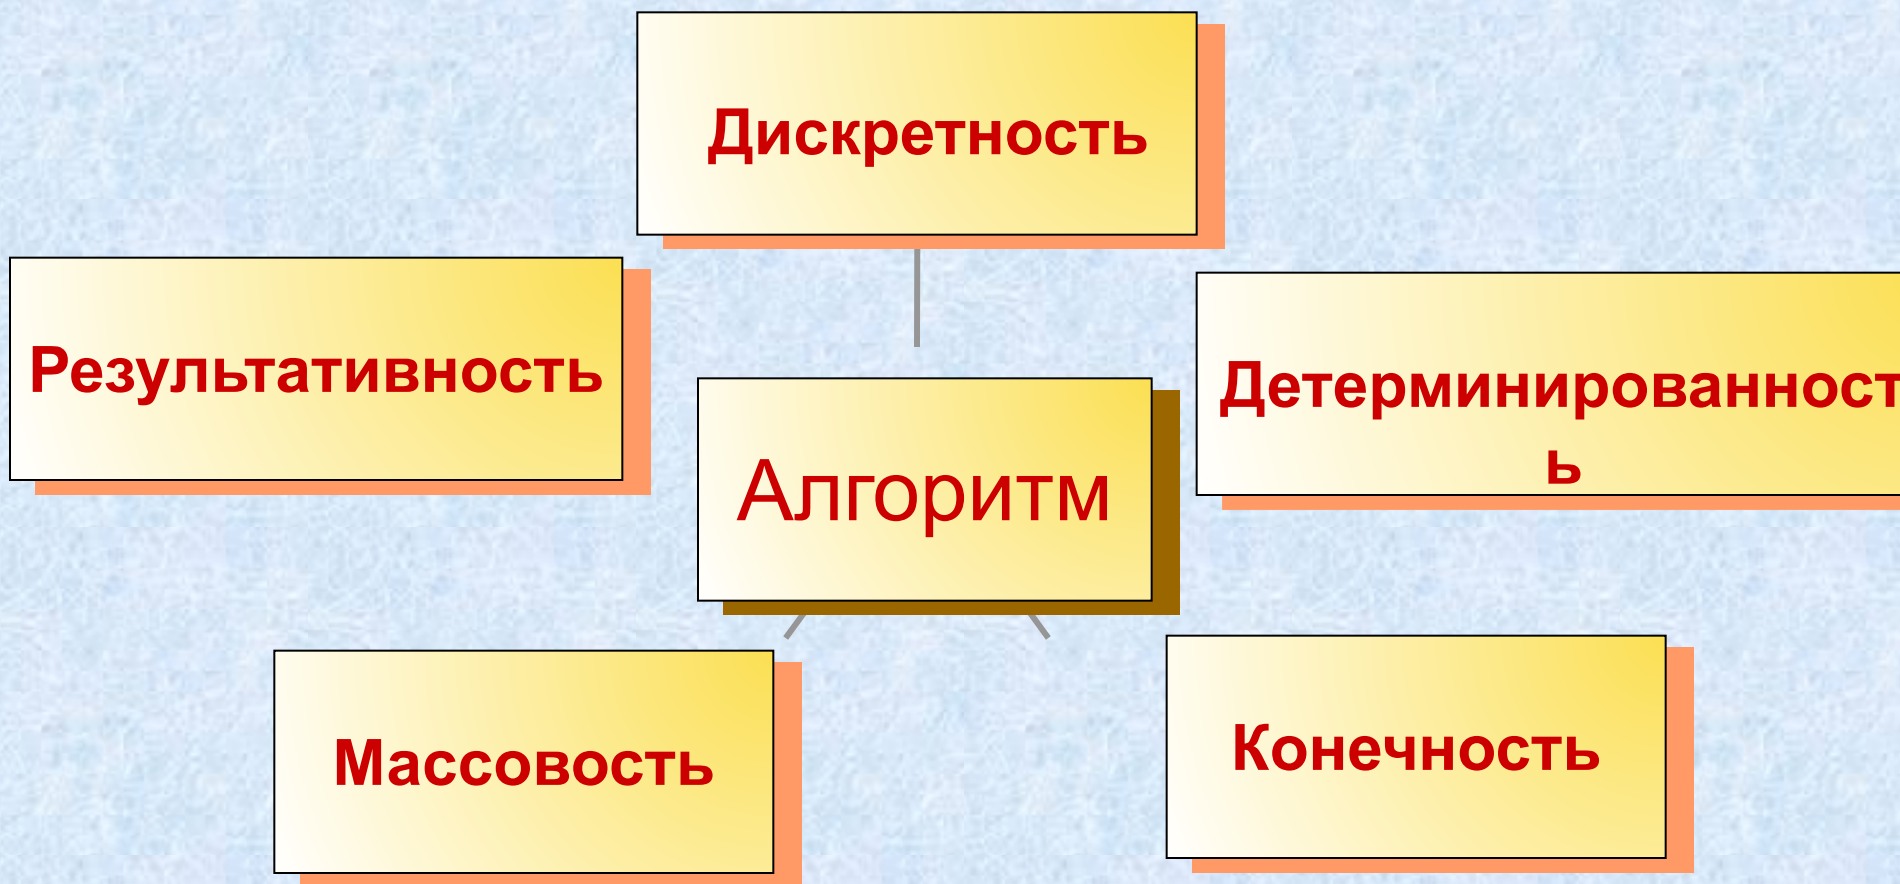 Дискретность
Результативность
Детерминированност
ь
Алгоритм
Массовость
Конечность